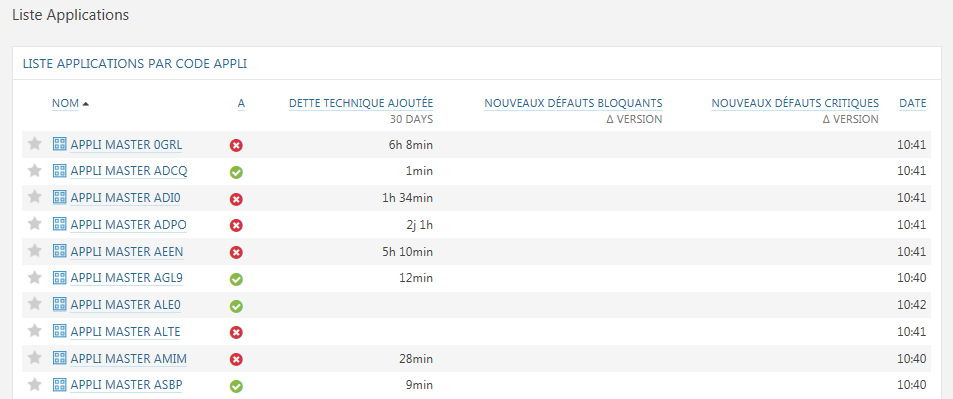 Liste Applications
LISTE APPLICATIONS PAR CODE APPLI
NOM A DETTE TECHNIQUE AJOUTÉE NOUVEAUX DÉFAUTS BLOQUANTS NOUVEAUX DÉFAUTS CRITIQUES DATE
30 DAYS Δ VERSION Δ VERSION
APPLI MASTER 0GRL 6h 8min 10:41
APPLI MASTER ADCQ 1min 10:41
APPLI MASTER ADI0 1h 34min 10:41
APPLI MASTER ADPO 2j 1h 10:41
APPLI MASTER AEEN 5h 10min 10:41
APPLI MASTER AGL9 12min 10:40
APPLI MASTER ALE0 10:42
APPLI MASTER ALTE 10:41
APPLI MASTER AMIM 28min 10:40
APPLI MASTER ASBP 9min 10:40